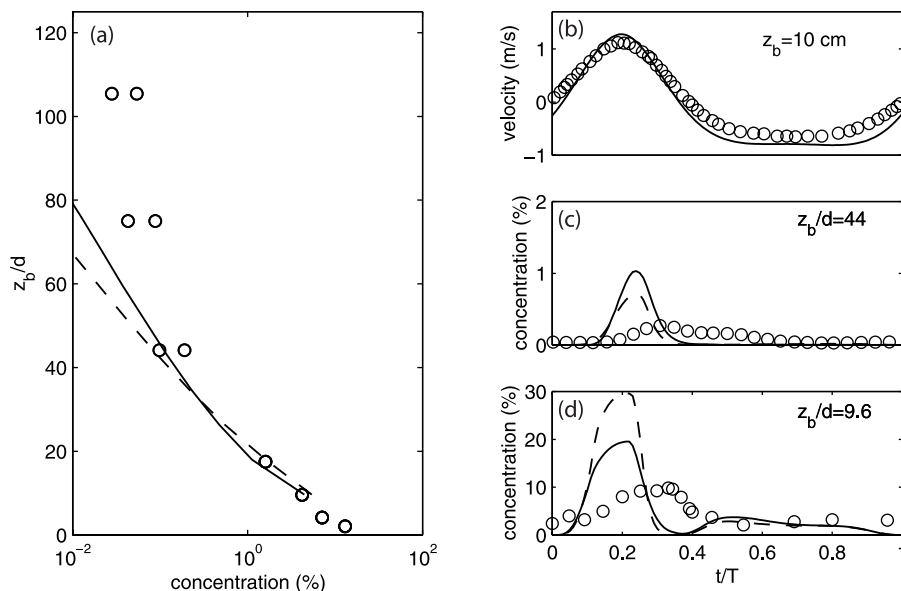 (a)
125
100
80
60
40
20
0
z_b/d
10^-2
10^0
10^2
concentration (%)
(b)
z_b=10 cm
1
0
−1
velocity (m/s)
(c)
z_b/d=44
2
1
0
concentration (%)
(d)
z_b/d=9.6
30
20
10
0
concentration (%)
0
0.2
0.4
0.6
0.8
1
t/T